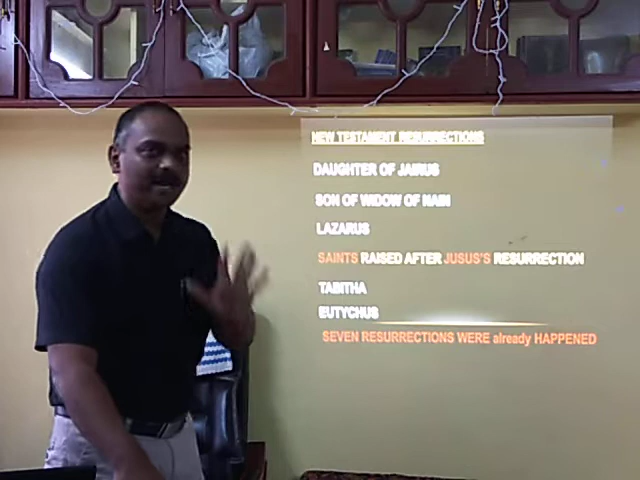 NEW TESTAMENT RESURRECTIONS
DAUGHTER OF JAIRUS
SON OF WIDOW OF NAIN
LAZARUS
SAINTS RAISED AFTER JUSUS'S RESURRECTION
TABITHA
EUTYCHUS
SEVEN RESURRECTIONS WERE already HAPPENED